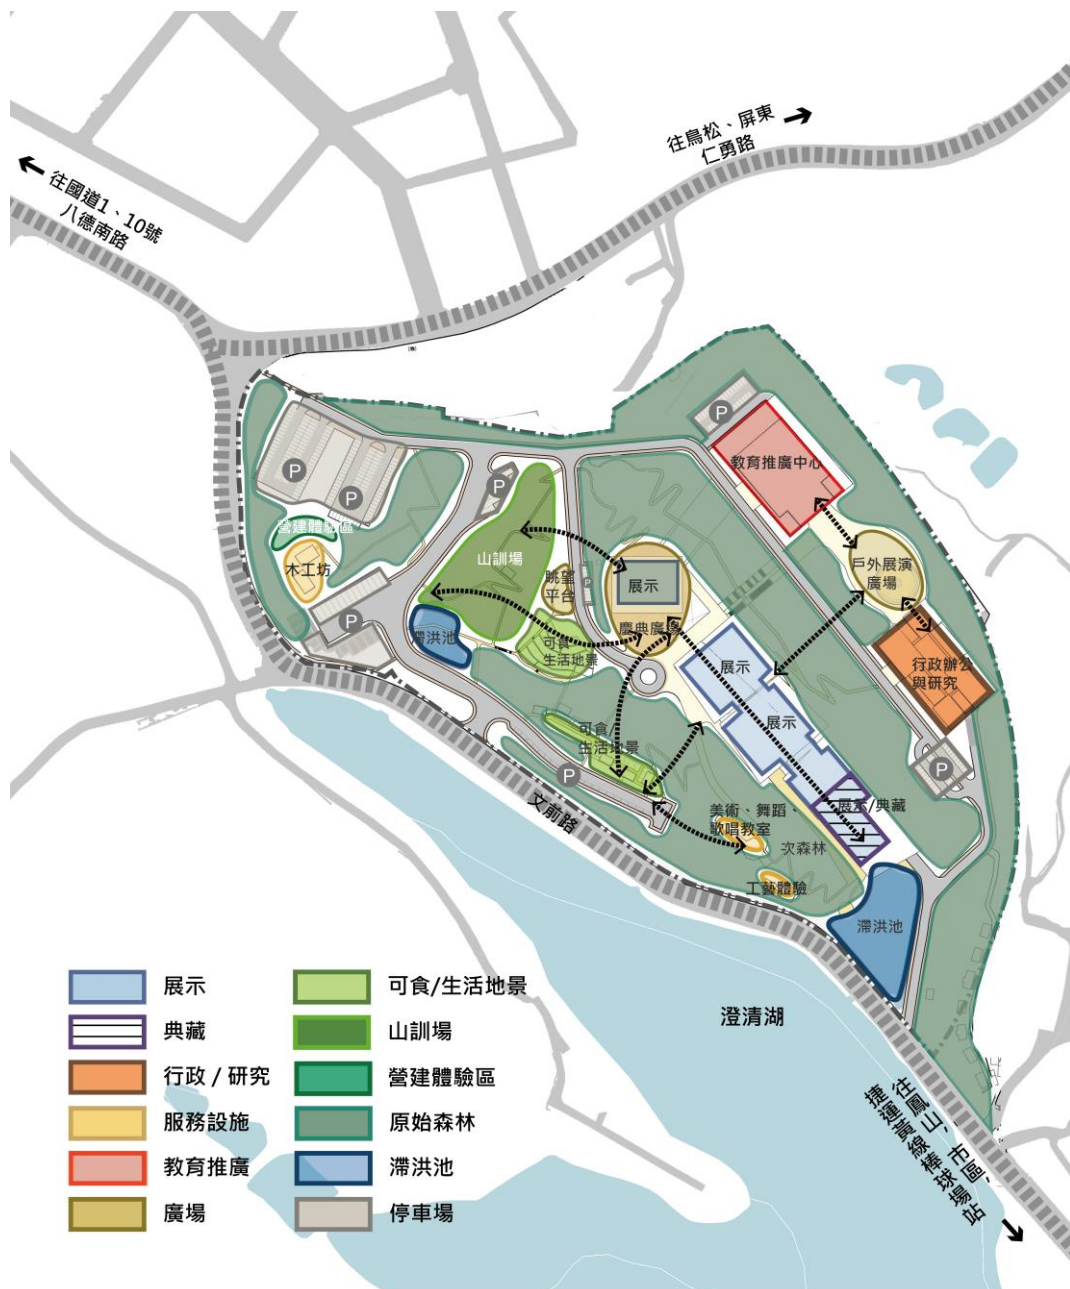 往鳥松、屏東
仁勇路
往國道1、10號
八德南路
P
教育推廣中心
P
P
P
營建體驗區
木工坊
P
山訓場
眺望
平台
P
展示
慶典廣場
戶外展演
廣場
滯洪池
可食/
生活地景
展示
行政辦公
與研究
展示
可食/
生活地景
P
P
文前路
美術、舞蹈、
歌唱教室
展示/典藏
次森林
工藝體驗
滯洪池
澄清湖
往鳳山,市區,
捷運黃線棒球場站
展示
典藏
行政 / 研究
服務設施
教育推廣
廣場
可食/生活地景
山訓場
營建體驗區
原始森林
滯洪池
停車場